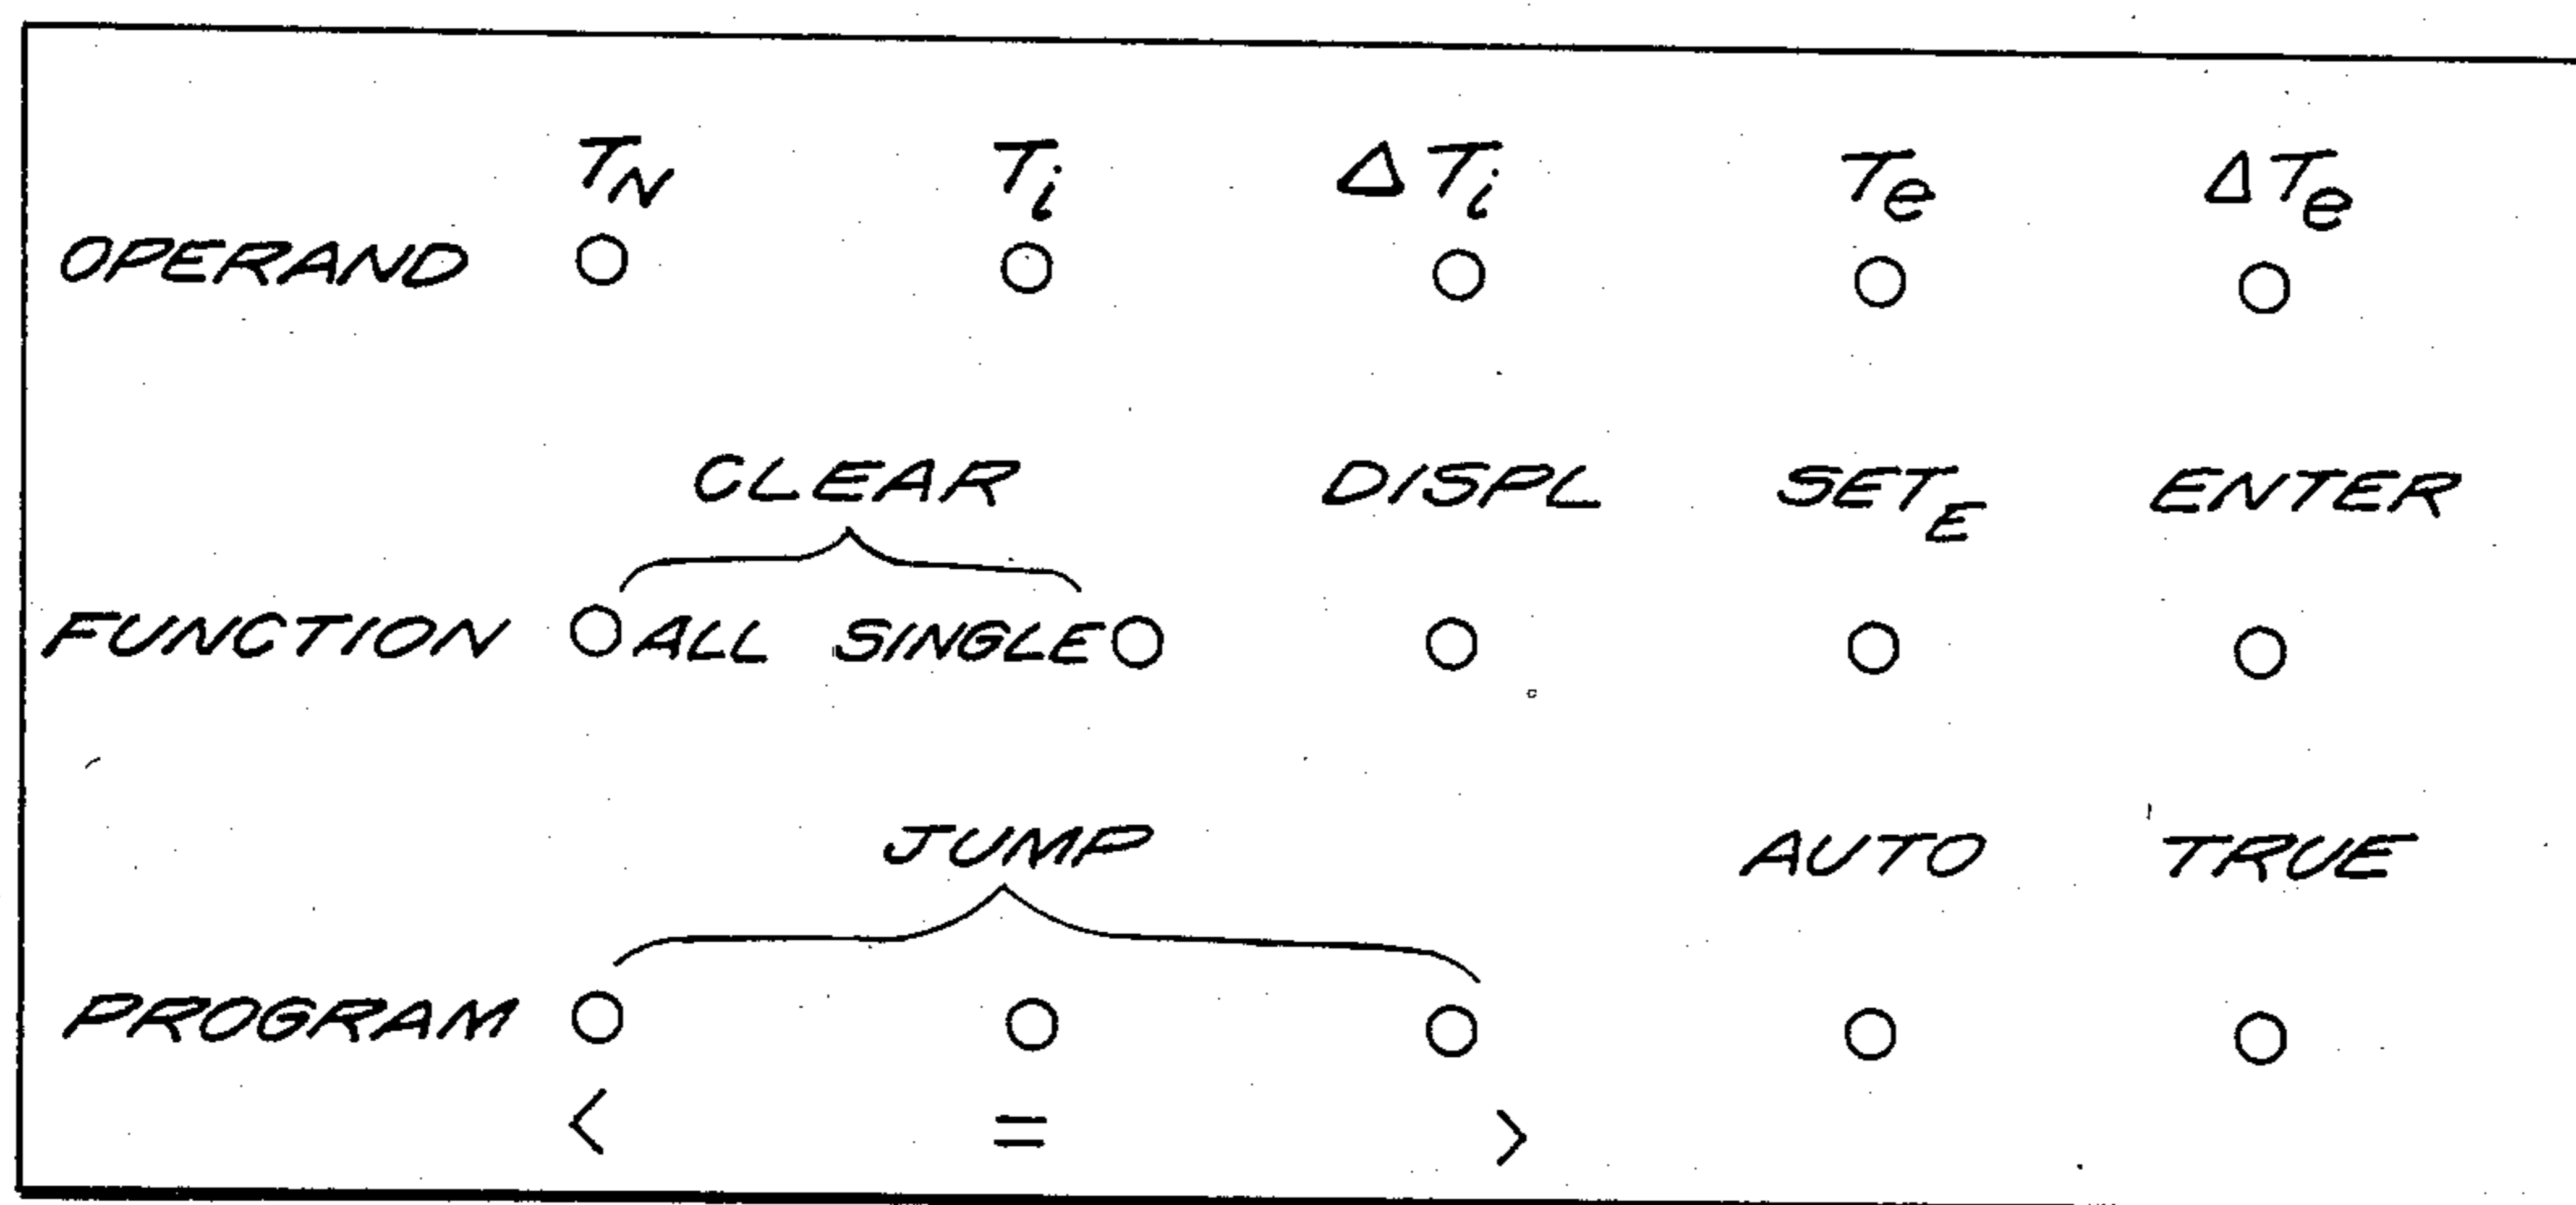 T_N T_i ΔT_i T_e ΔT_e
OPERAND
CLEAR DISPL SET_E ENTER
FUNCTION ALL SINGLE
JUMP AUTO TRUE
PROGRAM
< = >